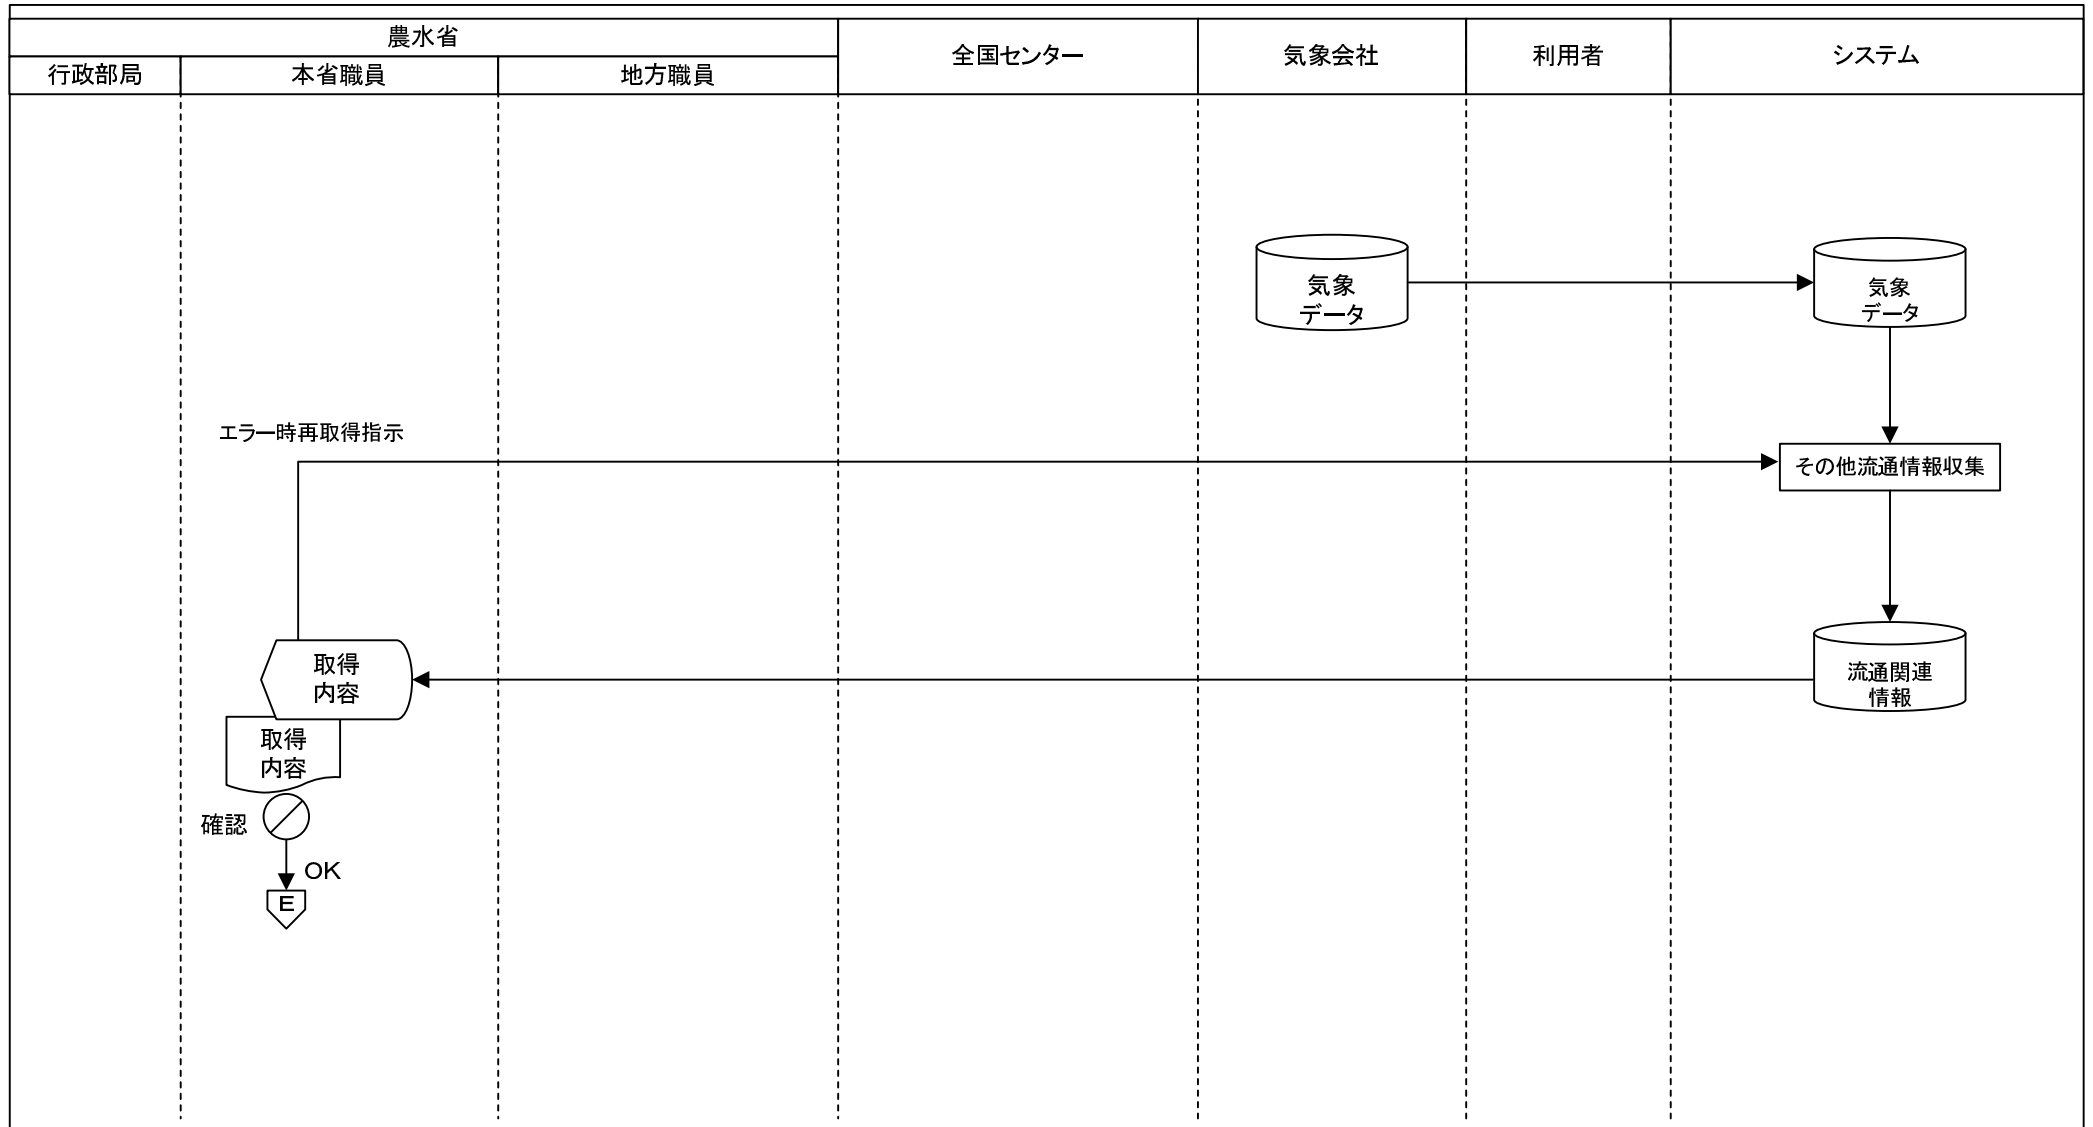 農水省
行政部局
本省職員
地方職員
全国センター
気象会社
利用者
システム
気象
データ
気象
データ
エラー時再取得指示
その他流通情報収集
取得
内容
流通関連
情報
取得
内容
確認
OK
E